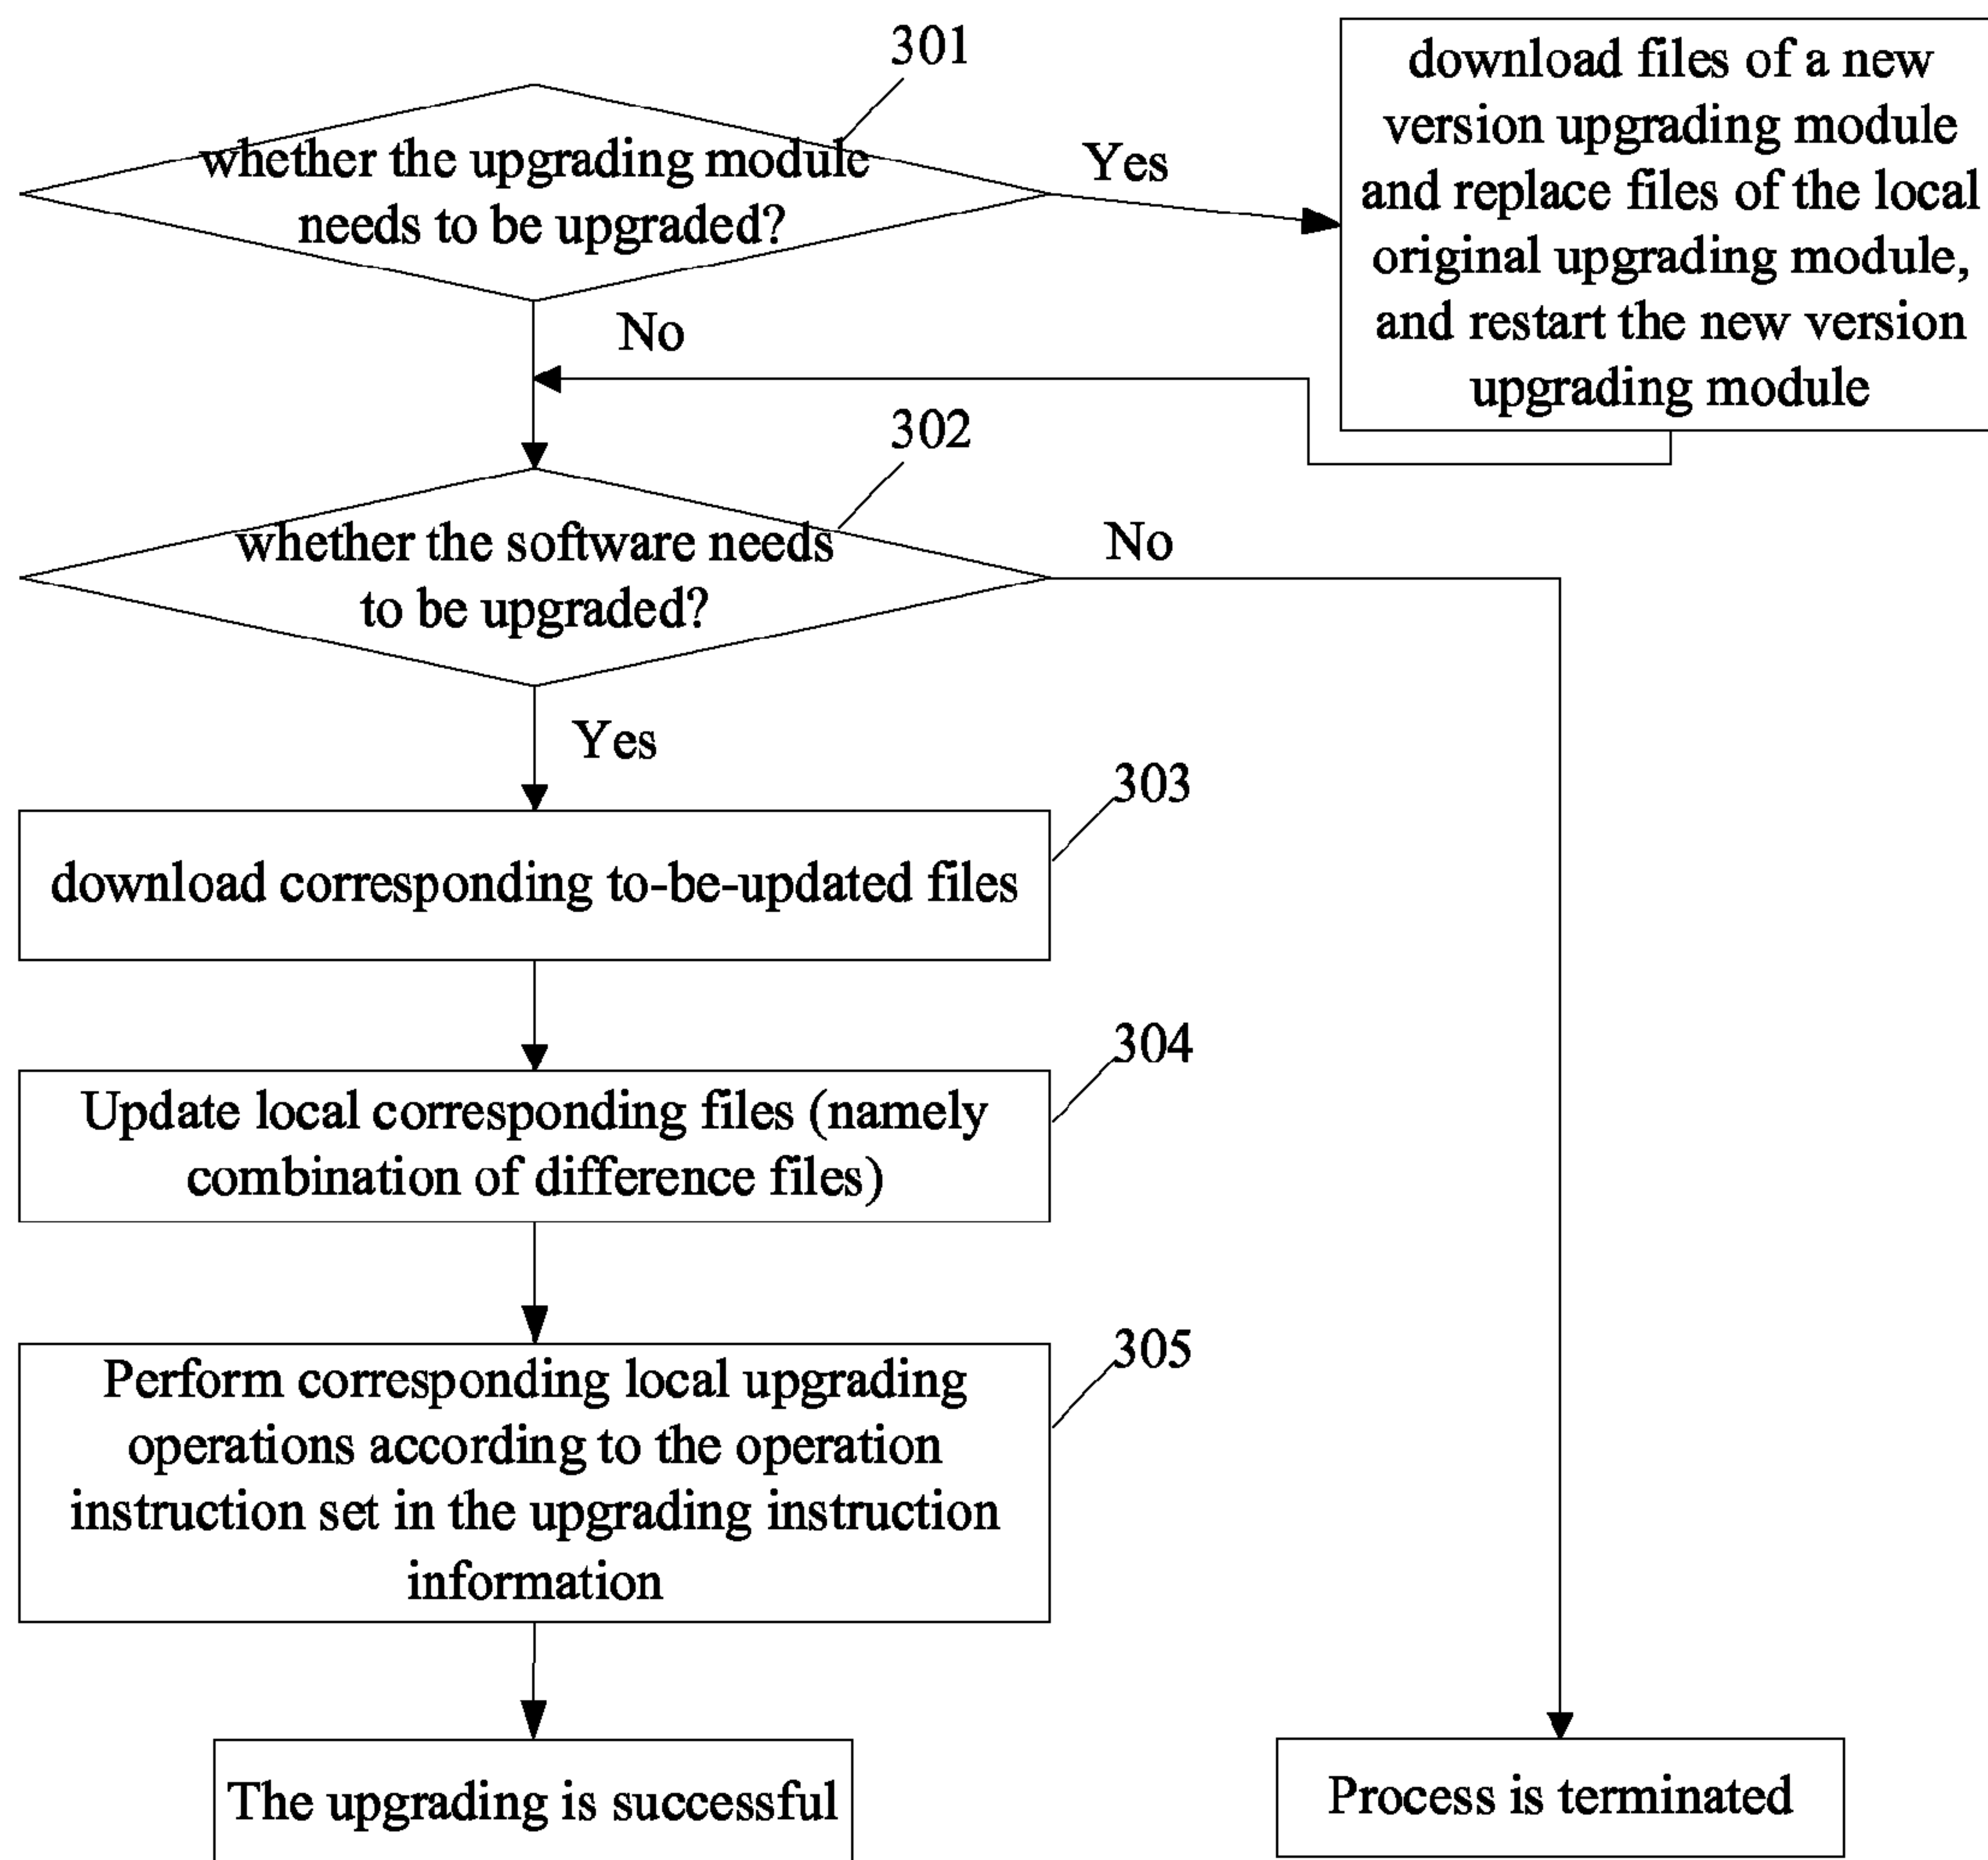 301
whether the upgrading module
needs to be upgraded?
Yes
download files of a new
version upgrading module
and replace files of the local
original upgrading module,
and restart the new version
upgrading module
No
302
whether the software needs
to be upgraded?
No
Yes
303
download corresponding to-be-updated files
304
Update local corresponding files (namely
combination of difference files)
305
Perform corresponding local upgrading
operations according to the operation
instruction set in the upgrading instruction
information
The upgrading is successful
Process is terminated